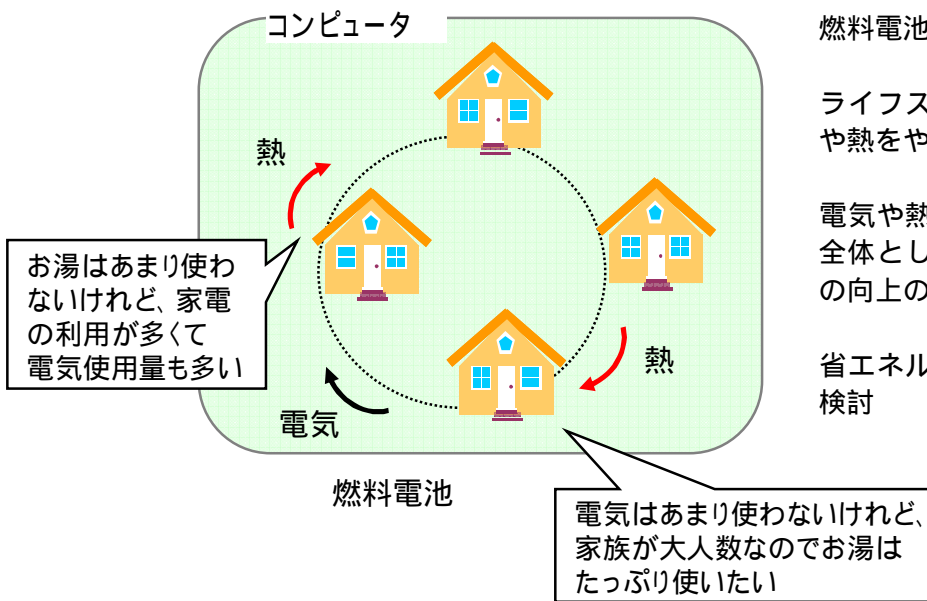 コンピュータ
熱
お湯はあまり使わ
ないけれど、家電
の利用が多くて
電気使用量も多い
熱
電気
燃料電池
電気はあまり使わないけれど、
家族が大人数なのでお湯は
たっぷり使いたい
燃料電池
ライフス
や熱をや
電気や熱
全体とし
の向上の
省エネル
検討